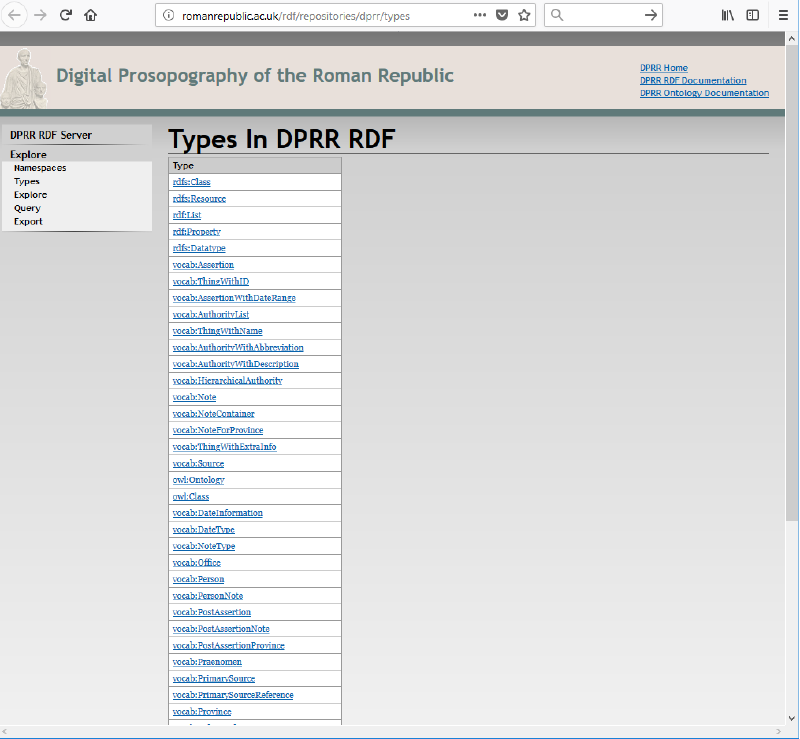 romanrepublic.ac.uk/rdf/repositories/dprr/types
Digital Prosopography of the Roman Republic
DPRR Home
DPRR RDF Documentation
DPRR Ontology Documentation
DPRR RDF Server
Explore
Namespaces
Types
Explore
Query
Export
Types In DPRR RDF
Type
rdfs:Class
rdfs:Resource
rdf:List
rdf:Property
rdfs:Datatype
vocab:Assertion
vocab:ThingWithID
vocab:AssertionWithDateRange
vocab:AuthorityList
vocab:ThingWithName
vocab:AuthorityWithAbbreviation
vocab:AuthorityWithDescription
vocab:HierarchicalAuthority
vocab:Note
vocab:NoteContainer
vocab:NoteForProvince
vocab:ThingWithExtraInfo
vocab:Source
owl:Ontology
owl:Class
vocab:DateInformation
vocab:DateType
vocab:NoteType
vocab:Office
vocab:Person
vocab:PersonNote
vocab:PostAssertion
vocab:PostAssertionNote
vocab:PostAssertionProvince
vocab:Praenomen
vocab:PrimarySource
vocab:PrimarySourceReference
vocab:Province